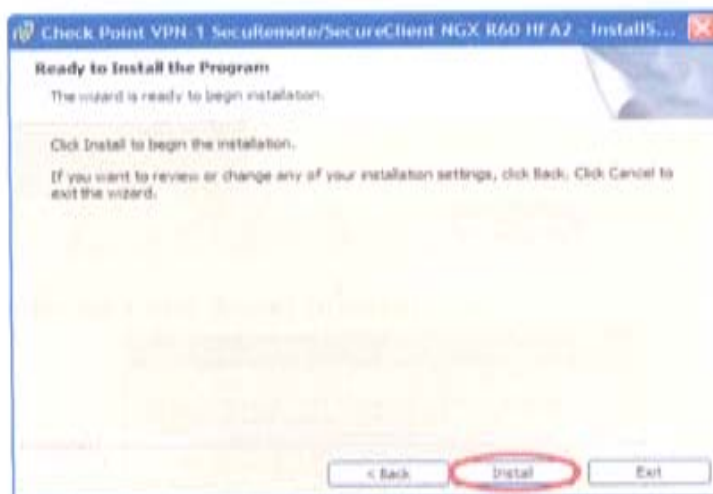 Check Point VPN-1 SecuRemote/SecureClient NGX R60 HFA2 - InstallS...
Ready to Install the Program
The wizard is ready to begin installation.
Click Install to begin the installation.
If you want to review or change any of your installation settings, click Back. Click Cancel to
exit the wizard.
< Back
Install
Exit